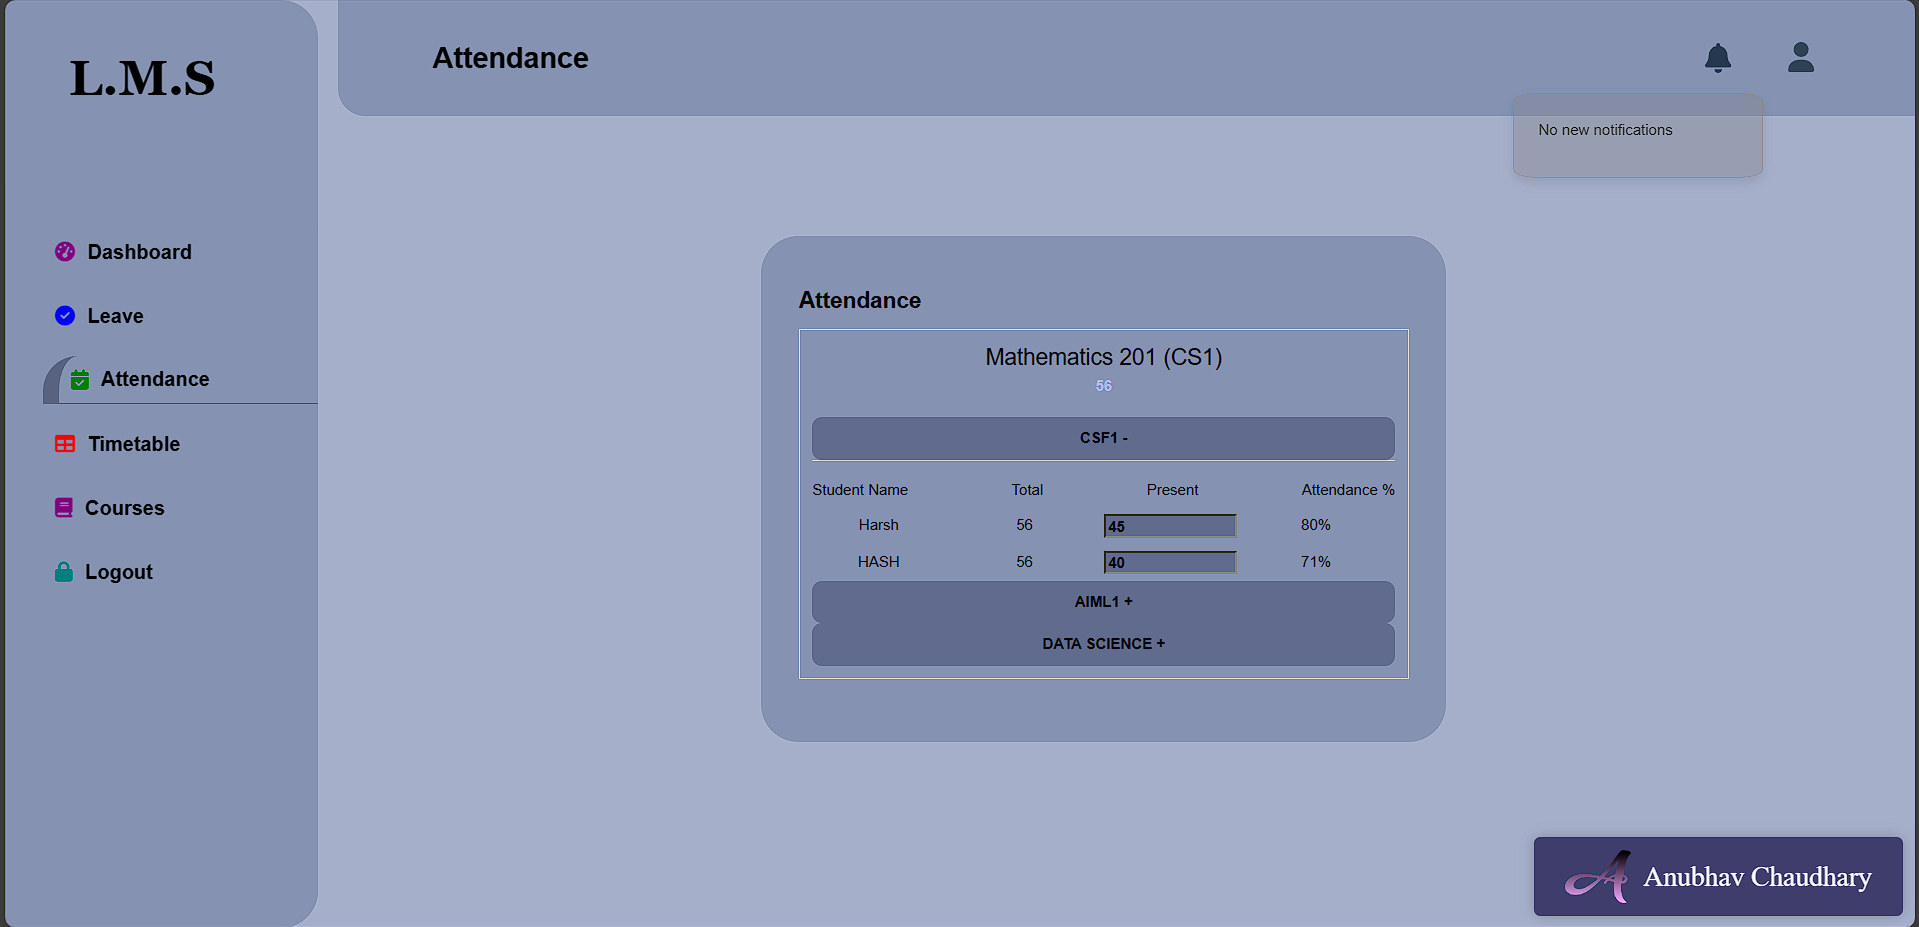 L.M.S
Attendance
No new notifications
Dashboard
Leave
Attendance
Timetable
Courses
Logout
Attendance
Mathematics 201 (CS1)
56
CSF1 -
Student Name Total Present Attendance %
Harsh 56 45 80%
HASH 56 40 71%
AIML1 +
DATA SCIENCE +
A Anubhav Chaudhary